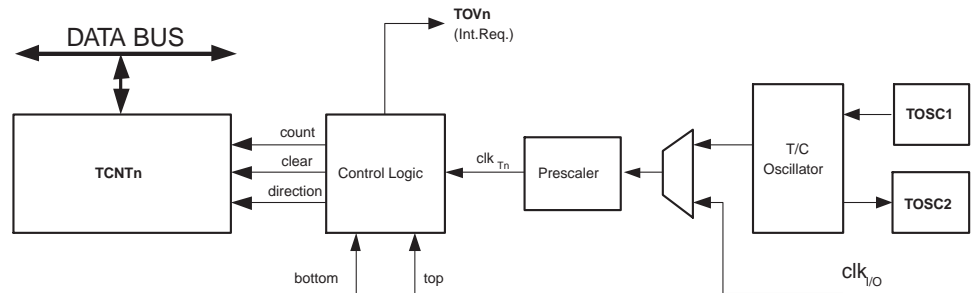 TOVn
(Int.Req.)
DATA BUS
TOSC1
count
TCNTn
clear
Control Logic
clk Tn
Prescaler
T/C
Oscillator
direction
TOSC2
bottom
top
clk I/O